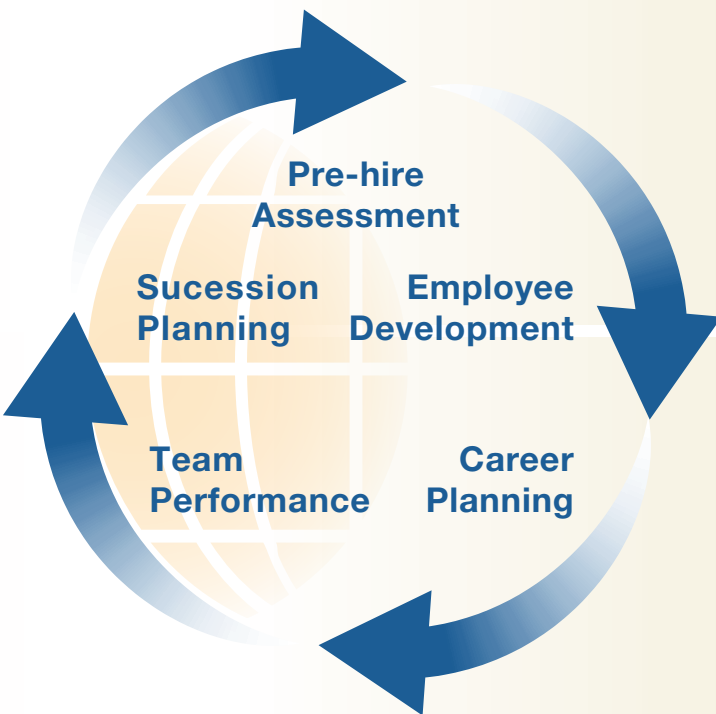 Pre-hire
Assessment
Sucession
Planning
Employee
Development
Team
Performance
Career
Planning